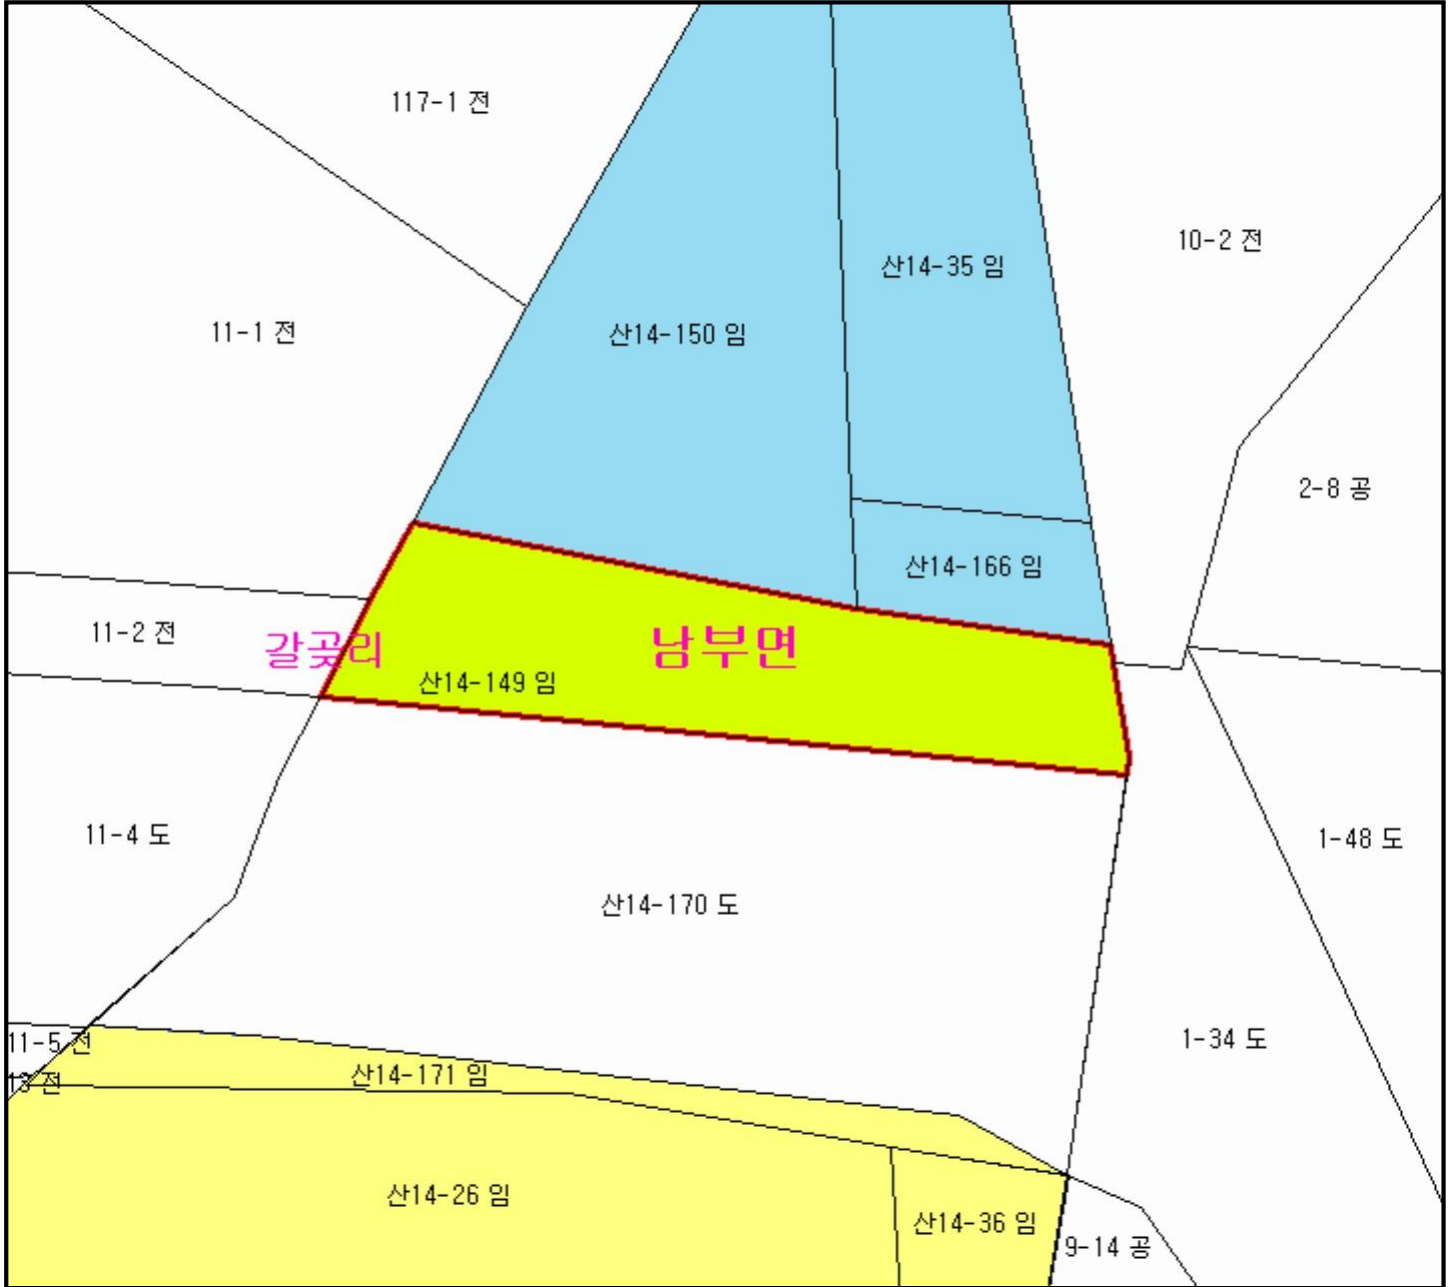 117-1 전
10-2 전
산14-35 임
11-1 전
산14-150 임
2-8 공
산14-166 임
11-2 전
갈곶리
남부면
산14-149 임
11-4 도
1-48 도
산14-170 도
11-5 전
1-34 도
산14-171 임
13 전
산14-26 임
산14-36 임
9-14 공